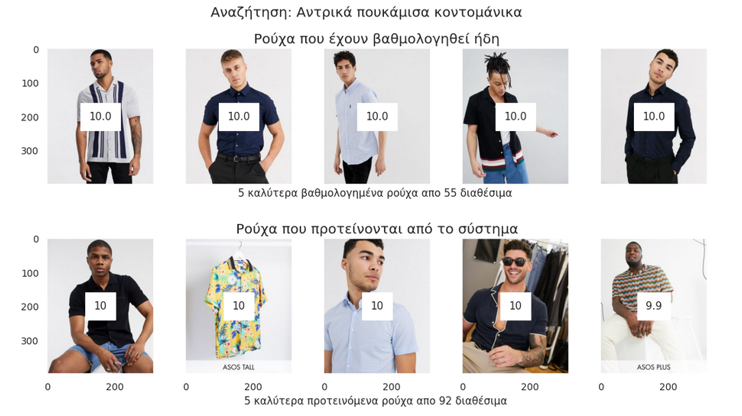 Αναζήτηση: Αντρικά πουκάμισα κοντομάνικα
Ρούχα που έχουν βαθμολογηθεί ήδη
0
100
200
300
10.0 10.0 10.0 10.0 10.0
5 καλύτερα βαθμολογημένα ρούχα απο 55 διαθέσιμα
Ρούχα που προτείνονται από το σύστημα
0
100
200
300
10 10 10 10 9.9
ASOS TALL ASOS PLUS
0 200 0 200 0 200 0 200 0 200
5 καλύτερα προτεινόμενα ρούχα απο 92 διαθέσιμα